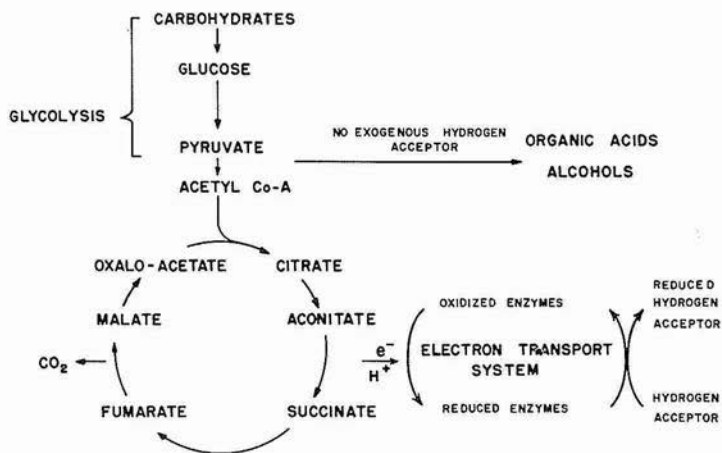 CARBOHYDRATES
GLUCOSE
GLYCOLYSIS
PYRUVATE
NO EXOGENOUS HYDROGEN
ACCEPTOR
ORGANIC ACIDS
ALCOHOLS
ACETYL Co-A
OXALO-ACETATE
CITRATE
MALATE
ACONITATE
CO₂
FUMARATE
SUCCINATE
e⁻
H⁺
OXIDIZED ENZYMES
ELECTRON TRANSPORT
SYSTEM
REDUCED ENZYMES
REDUCED
HYDROGEN
ACCEPTOR
HYDROGEN
ACCEPTOR